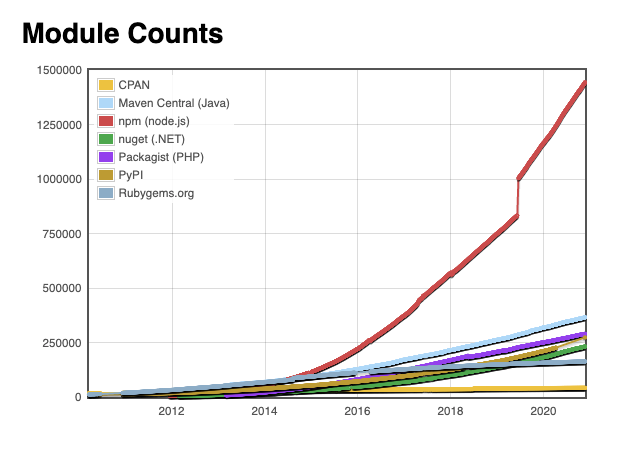 Module Counts
1500000
1250000
1000000
750000
500000
250000
0
CPAN
Maven Central (Java)
npm (node.js)
nuget (.NET)
Packagist (PHP)
PyPI
Rubygems.org
2012 2014 2016 2018 2020